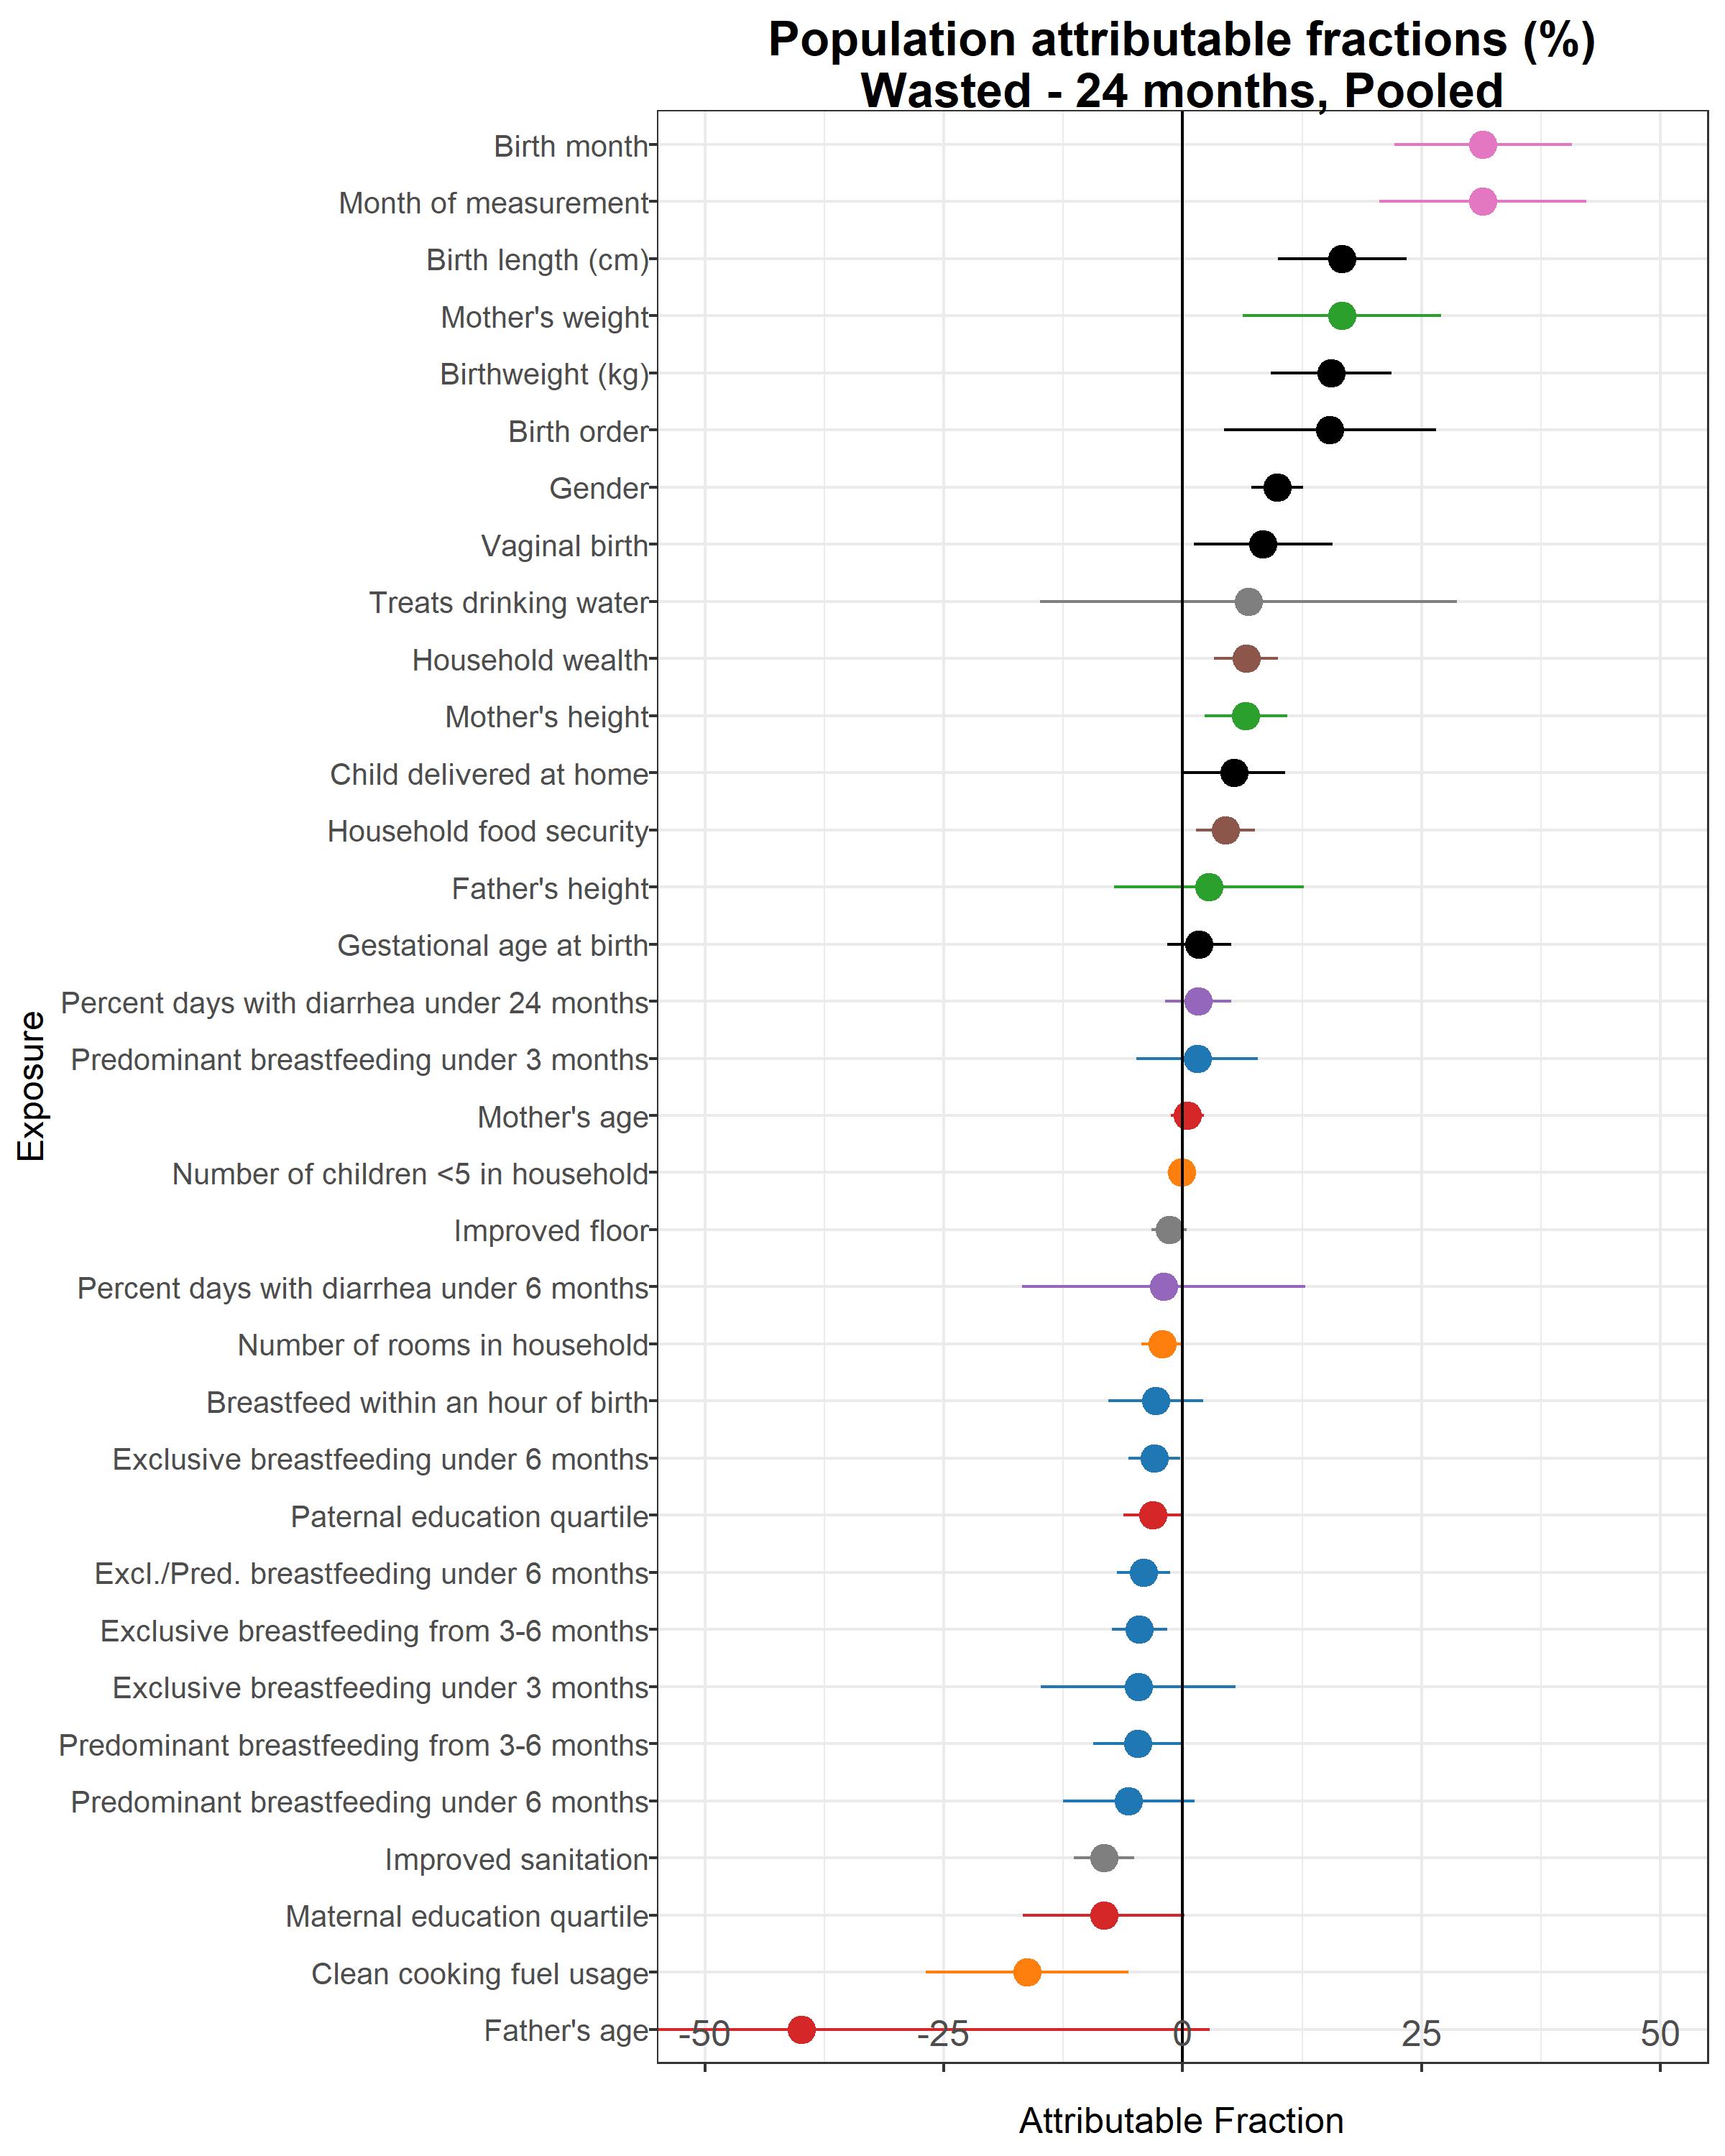 Population attributable fractions (%)
Wasted - 24 months, Pooled
Birth month
Month of measurement
Birth length (cm)
Mother's weight
Birthweight (kg)
Birth order
Gender
Vaginal birth
Treats drinking water
Household wealth
Mother's height
Child delivered at home
Household food security
Father's height
Gestational age at birth
Percent days with diarrhea under 24 months
Predominant breastfeeding under 3 months
Mother's age
Number of children <5 in household
Improved floor
Percent days with diarrhea under 6 months
Number of rooms in household
Breastfeed within an hour of birth
Exclusive breastfeeding under 6 months
Paternal education quartile
Excl./Pred. breastfeeding under 6 months
Exclusive breastfeeding from 3-6 months
Exclusive breastfeeding under 3 months
Predominant breastfeeding from 3-6 months
Predominant breastfeeding under 6 months
Improved sanitation
Maternal education quartile
Clean cooking fuel usage
Father's age
Exposure
-50 -25 0 25 50
Attributable Fraction